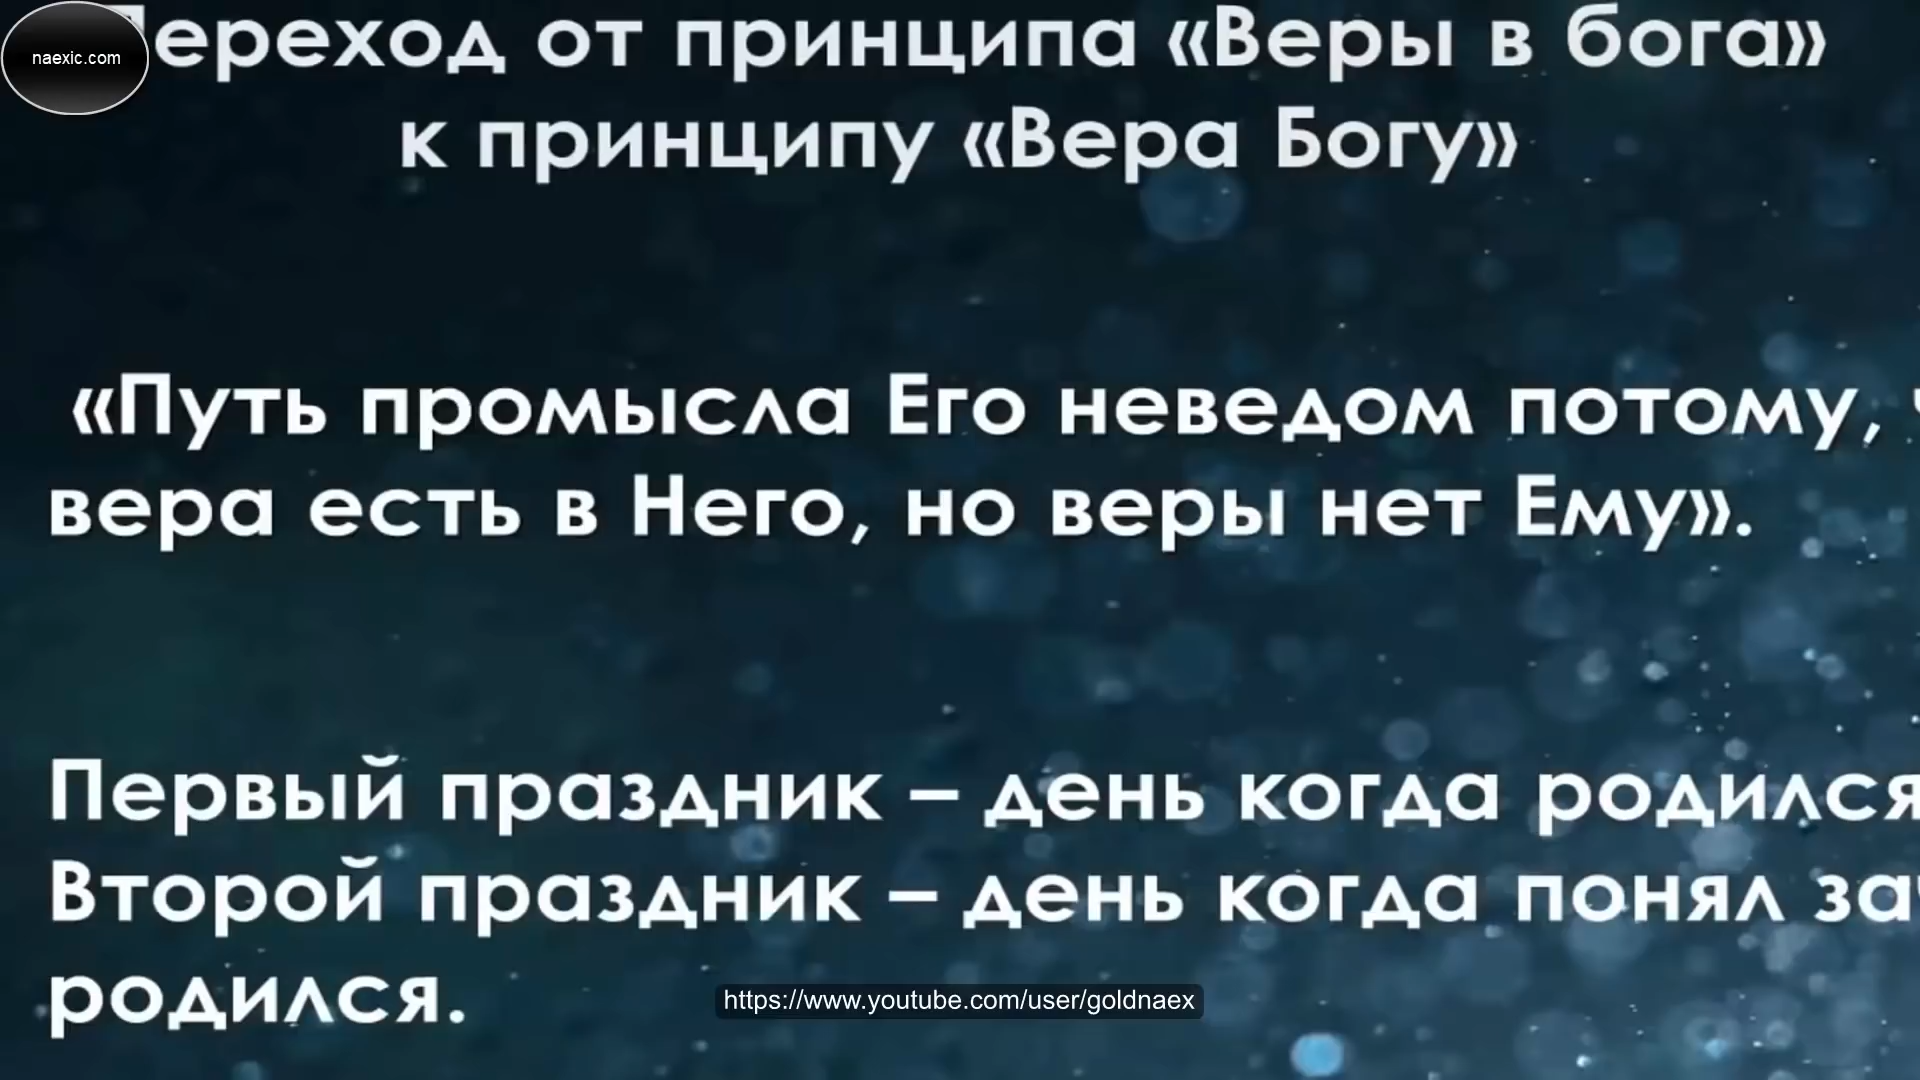 naexic.com
Переход от принципа «Веры в бога»
к принципу «Вера Богу»
«Путь промысла Его неведом потому,
вера есть в Него, но веры нет Ему».
Первый праздник – день когда родился
Второй праздник – день когда понял
родился.
https://www.youtube.com/user/goldnaex